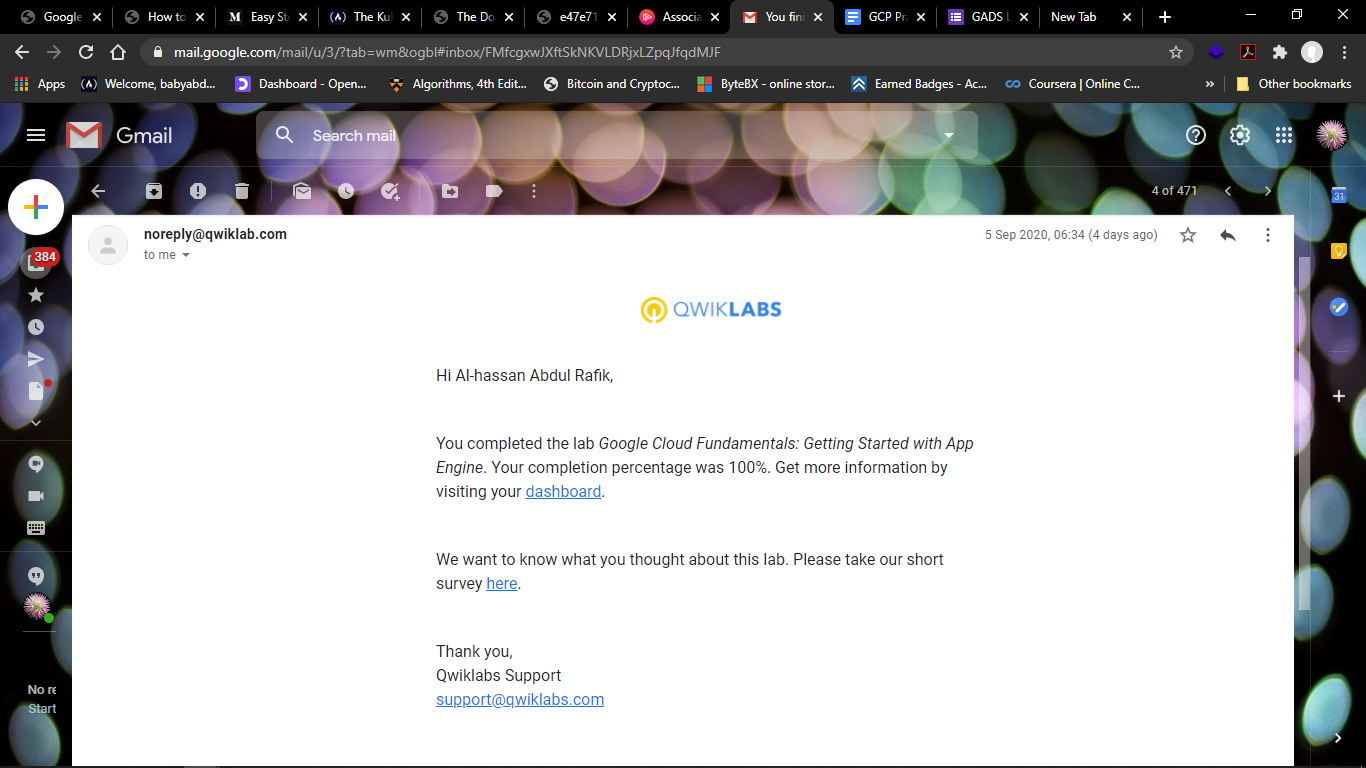 Google
How to
Easy St
The Ku
The Do
e47e71
Associa
You fini
GCP Pr
GADS L
New Tab
mail.google.com/mail/u/3/?tab=wm&ogbl#inbox/FMfcgxwJXftSkNKVLDRjxLZpqJfqdMJF
Apps
Welcome, babyabd...
Dashboard - Open...
Algorithms, 4th Edit...
Bitcoin and Cryptoc...
ByteBX - online stor...
Earned Badges - Ac...
Coursera | Online C...
»
Other bookmarks
Gmail
Search mail
4 of 471
31
384
noreply@qwiklab.com
5 Sep 2020, 06:34 (4 days ago)
to me
QWIKLABS
Hi Al-hassan Abdul Rafik,
You completed the lab Google Cloud Fundamentals: Getting Started with App
Engine. Your completion percentage was 100%. Get more information by
visiting your dashboard.
We want to know what you thought about this lab. Please take our short
survey here.
Thank you,
Qwiklabs Support
support@qwiklabs.com
No re
Start